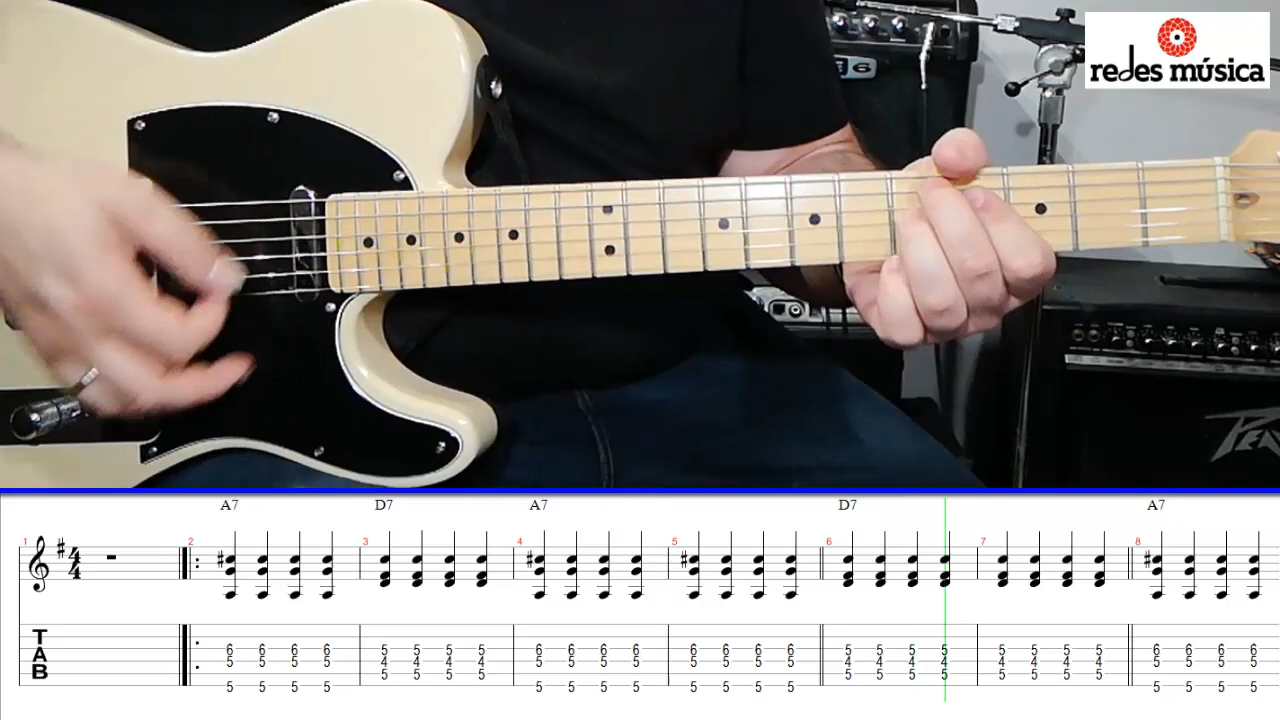 redes música
E 6
PEA
A7 D7 A7 D7 A7
1 2 3 4 5 6 7 8
4
4
T
A
B
6 6 6 6 5 5 5 5 6 6 6 6 6 6 6 6 5 5 5 5 5 5 5 5 6 6 6 6
5 5 5 5 4 4 4 4 5 5 5 5 5 5 5 5 4 4 4 4 4 4 4 4 5 5 5 5
5 5 5 5 5 5 5 5 5 5 5 5
5 5 5 5 5 5 5 5 5 5 5 5 5 5 5 5